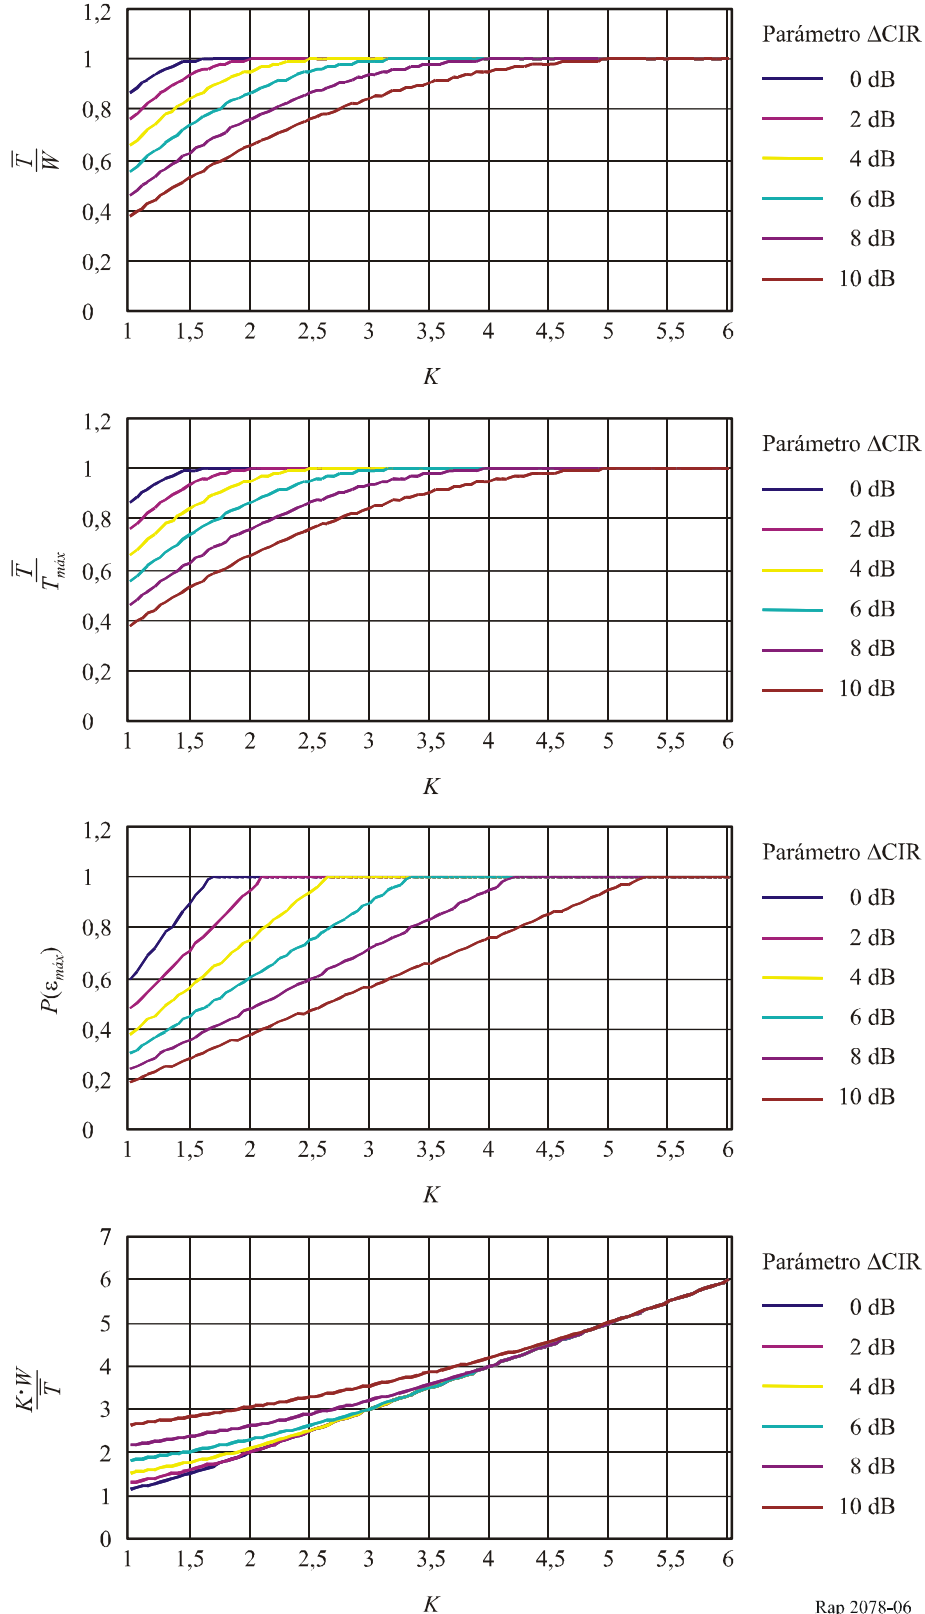 1,2
1
0,8
0,6
0,4
0,2
0
T
W
1 1,5 2 2,5 3 3,5 4 4,5 5 5,5 6
K
Parámetro ΔCIR
0 dB
2 dB
4 dB
6 dB
8 dB
10 dB
1,2
1
0,8
0,6
0,4
0,2
0
T
Tmáx
1 1,5 2 2,5 3 3,5 4 4,5 5 5,5 6
K
Parámetro ΔCIR
0 dB
2 dB
4 dB
6 dB
8 dB
10 dB
1,2
1
0,8
0,6
0,4
0,2
0
P(εmáx)
1 1,5 2 2,5 3 3,5 4 4,5 5 5,5 6
K
Parámetro ΔCIR
0 dB
2 dB
4 dB
6 dB
8 dB
10 dB
7
6
5
4
3
2
1
0
K·W
T
1 1,5 2 2,5 3 3,5 4 4,5 5 5,5 6
K
Parámetro ΔCIR
0 dB
2 dB
4 dB
6 dB
8 dB
10 dB
Rap 2078-06